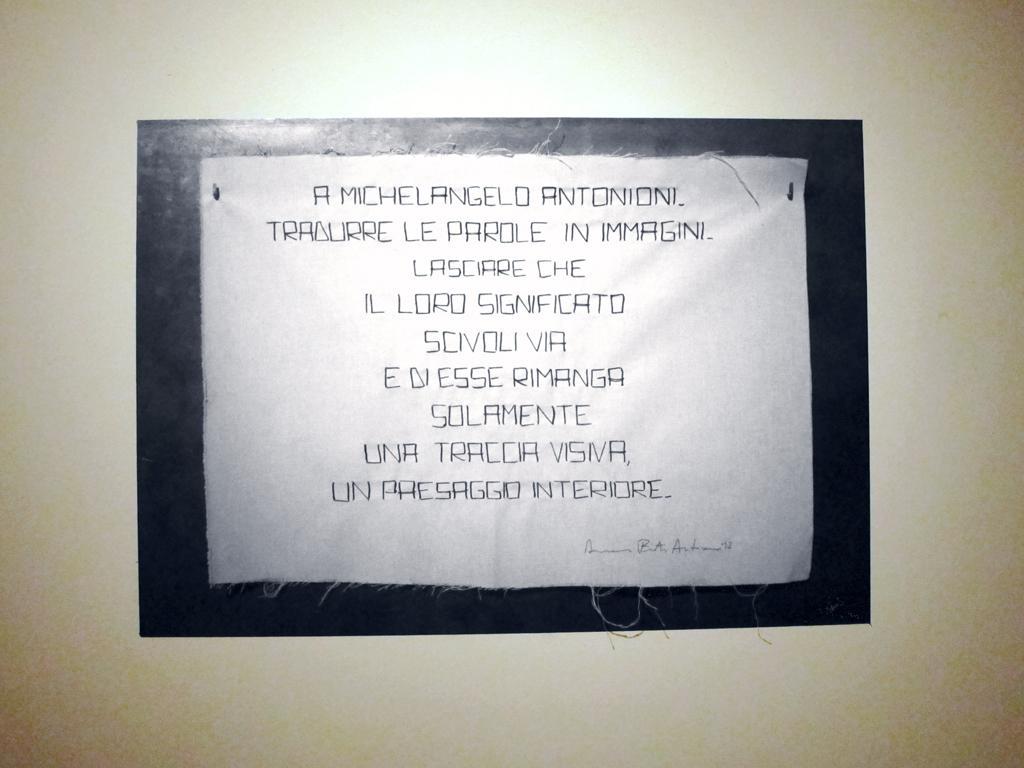 A MICHELANGELO ANTONIONI.
TRADURRE LE PAROLE IN IMMAGINI.
LASCIARE CHE
IL LORO SIGNIFICATO
SCIVOLI VIA
E DI ESSE RIMANGA
SOLAMENTE
UNA TRACCIA VISIVA,
UN PAESAGGIO INTERIORE.